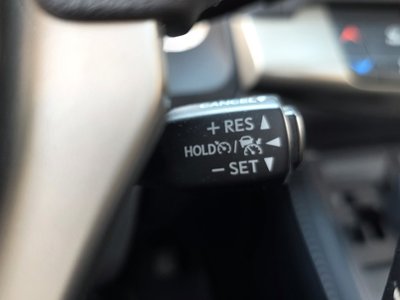 CANCEL
+ RES ▲
HOLD / ◀
− SET ▼